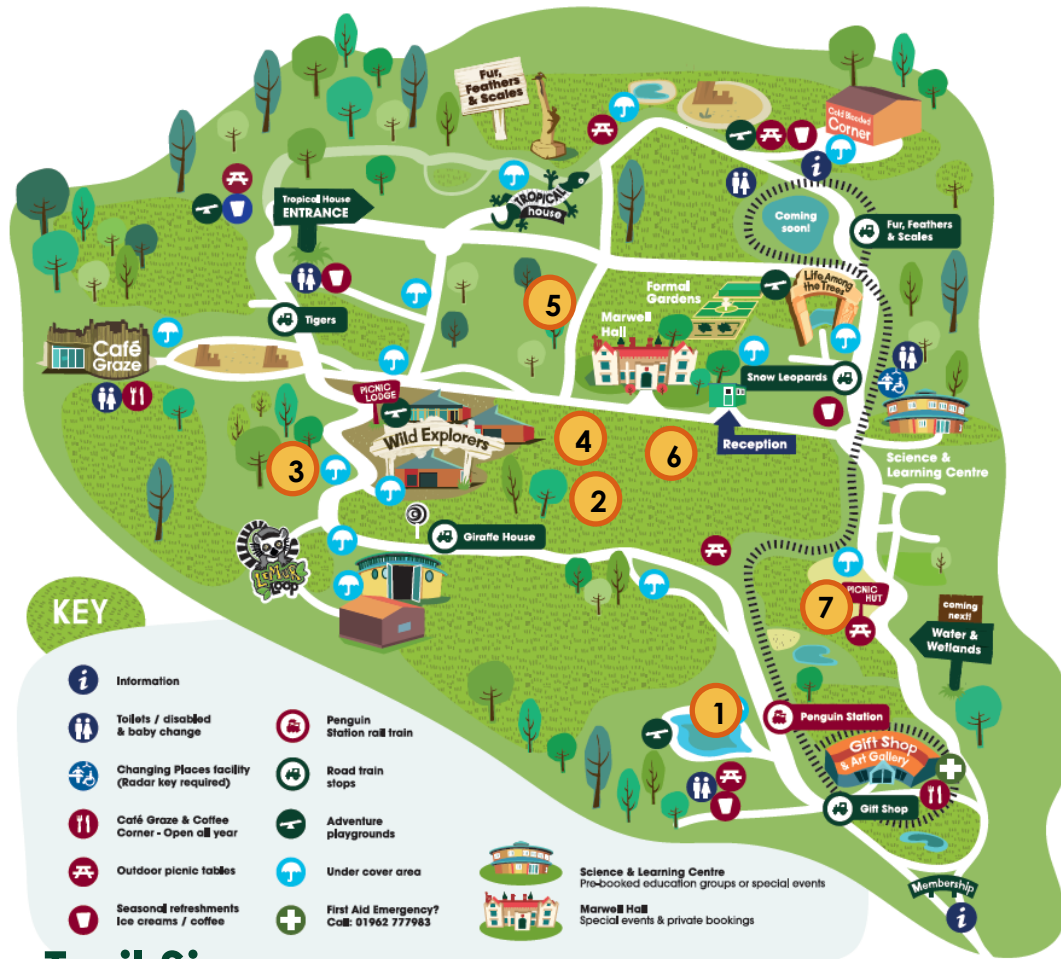 Fur,
Feathers
& Scales
Cold Blooded
Corner
i
Tropical House
ENTRANCE
TROPICAL
house
Coming
soon!
Fur, Feathers
& Scales
Life Among
the Trees
Formal
Gardens
5
Marwell
Hall
Tigers
Café
Graze
Snow Leopards
PICNIC
LODGE
Wild Explorers
4
6
Reception
3
2
Science &
Learning Centre
Giraffe House
LEMUR
LOOP
7
PICNIC
HUT
coming
next!
Water &
Wetlands
1
Penguin Station
Gift Shop
& Art Gallery
Gift Shop
Membership
i
KEY
i
Information
Toilets / disabled
& baby change
Changing Places facility
(Radar key required)
Café Graze & Coffee
Corner - Open all year
Outdoor picnic tables
Seasonal refreshments
Ice creams / coffee
Penguin
Station rail train
Road train
stops
Adventure
playgrounds
Under cover area
First Aid Emergency?
Call: 01962 777983
Science & Learning Centre
Pre-booked education groups or special events
Marwell Hall
Special events & private bookings